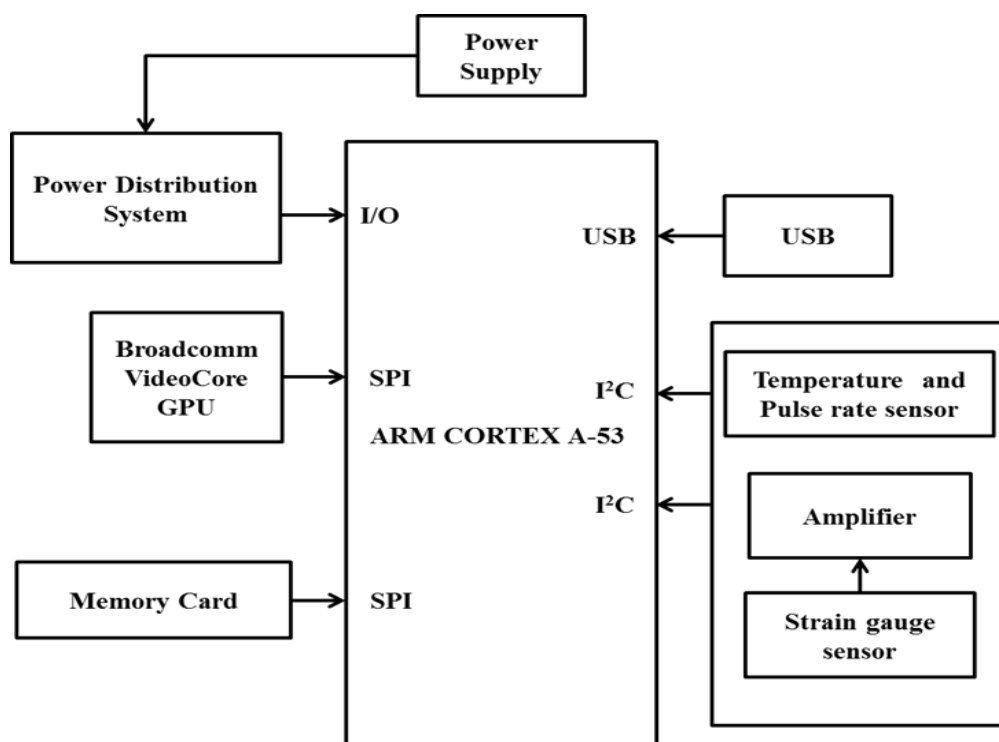 Power
Supply
Power Distribution
System
I/O
USB
USB
Broadcomm
VideoCore
GPU
SPI
I²C
Temperature and
Pulse rate sensor
ARM CORTEX A-53
I²C
Amplifier
Memory Card
SPI
Strain gauge
sensor